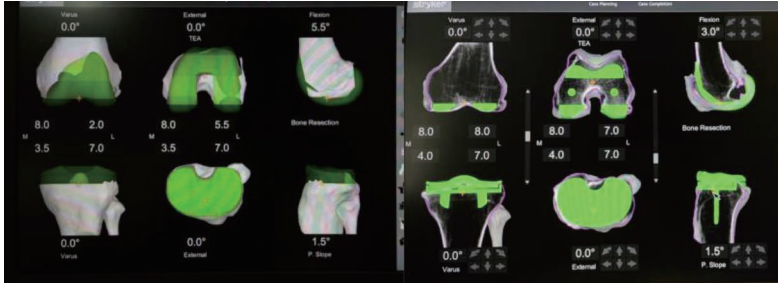 Varus External Flexion
0.0° 0.0° 5.5°
TEA
8.0 2.0 8.0 5.5 Bone Resection
M L M L
3.5 7.0 3.5 7.0
0.0° 0.0° 1.5°
Varus External P. Slope
stryker Case Planning Case Completion
Varus External Flexion
0.0° 0.0° 3.0°
TEA
8.0 8.0 8.0 7.0 Bone Resection
M L M L
4.0 7.0 4.0 7.0
0.0° 0.0° 1.5°
Varus External P. Slope